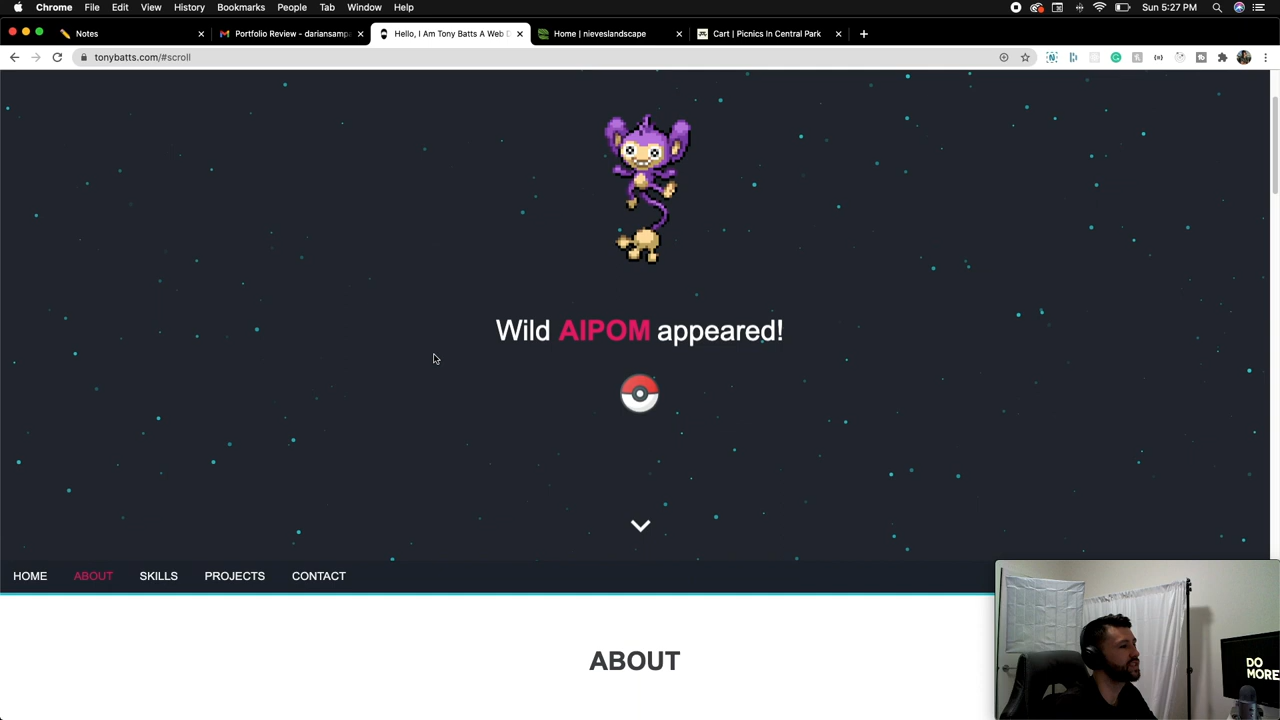 Chrome File Edit View History Bookmarks People Tab Window Help Sun 5:27 PM
Notes Portfolio Review - dariansampa Hello, I Am Tony Batts A Web D Home | nieveslandscape Cart | Picnics In Central Park
tonybatts.com/#scroll
Wild AIPOM appeared!
HOME ABOUT SKILLS PROJECTS CONTACT
ABOUT
DO
MORE